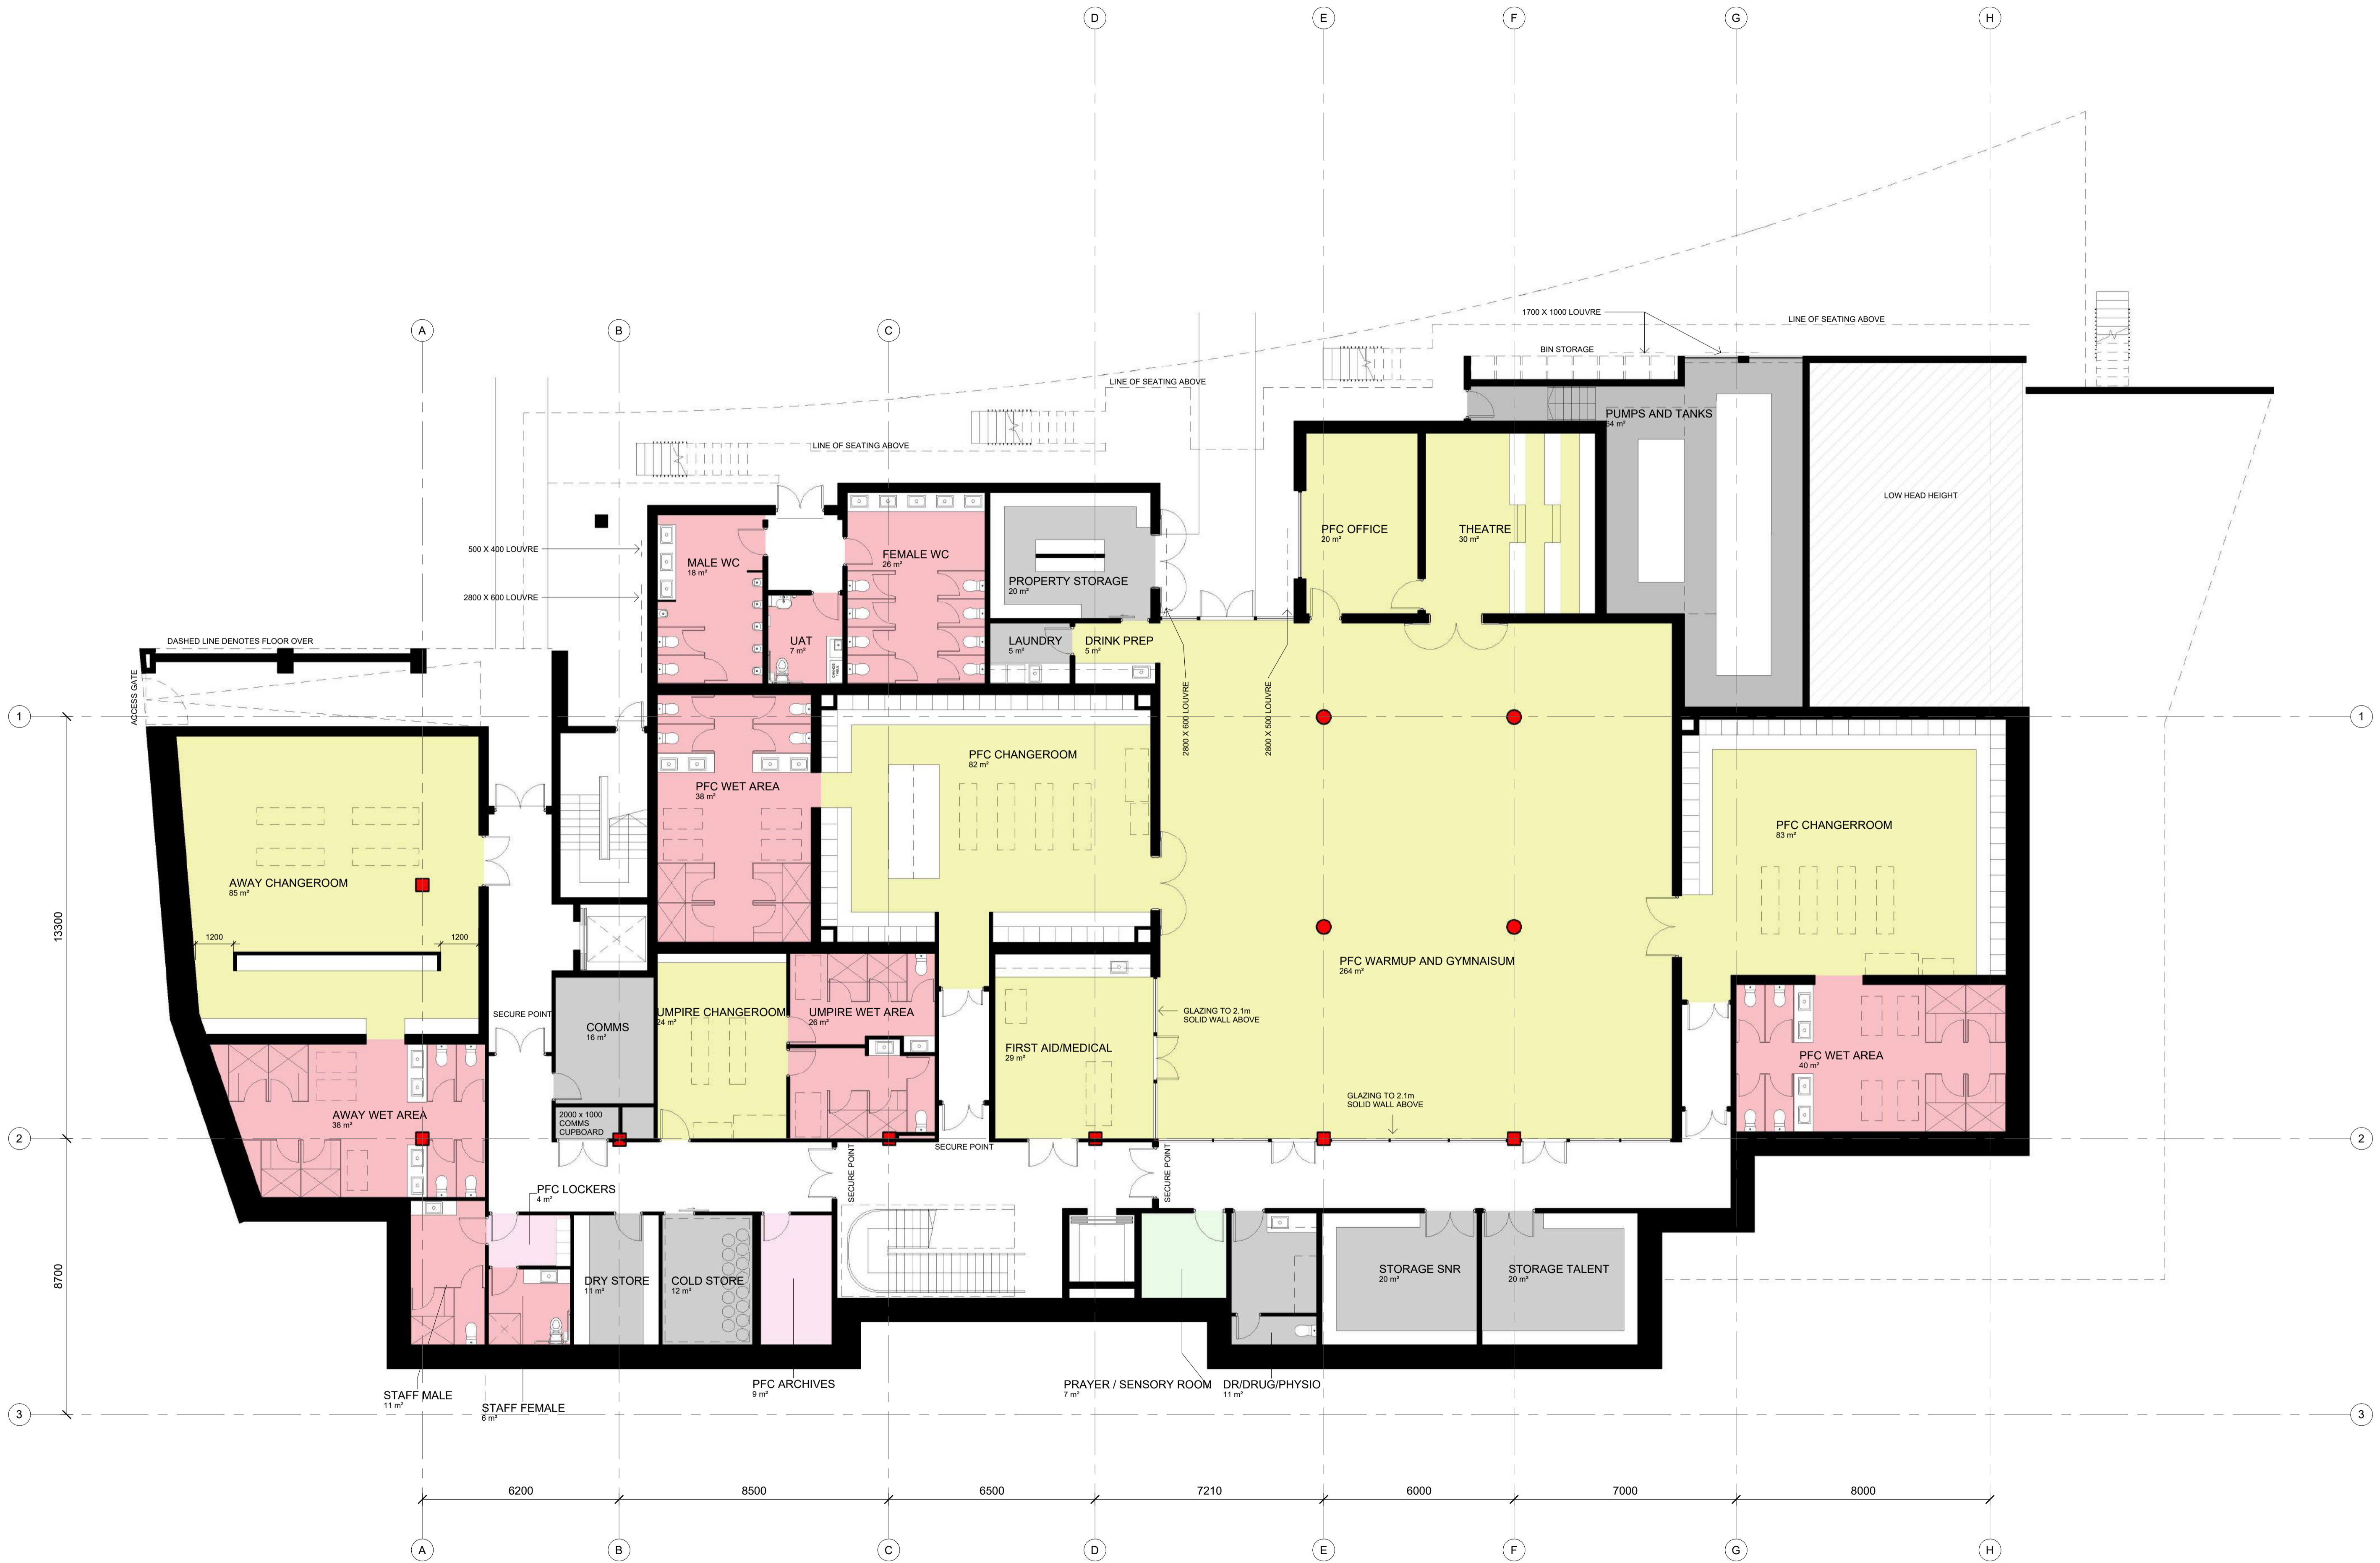 D
E
F
G
H
1700 X 1000 LOUVRE
LINE OF SEATING ABOVE
A
B
C
BIN STORAGE
LINE OF SEATING ABOVE
PUMPS AND TANKS
64 m²
LINE OF SEATING ABOVE
LOW HEAD HEIGHT
PFC OFFICE
20 m²
THEATRE
30 m²
500 X 400 LOUVRE
MALE WC
18 m²
FEMALE WC
26 m²
PROPERTY STORAGE
20 m²
2800 X 600 LOUVRE
DASHED LINE DENOTES FLOOR OVER
UAT
7 m²
CHANGE TABLE
LAUNDRY
5 m²
DRINK PREP
5 m²
ACCESS GATE
2800 X 600 LOUVRE
2800 X 500 LOUVRE
1
1
PFC CHANGEROOM
82 m²
PFC WET AREA
38 m²
PFC CHANGERROOM
83 m²
AWAY CHANGEROOM
85 m²
13300
1200
1200
PFC WARMUP AND GYMNAISUM
264 m²
SECURE POINT
COMMS
16 m²
UMPIRE CHANGEROOM
24 m²
UMPIRE WET AREA
26 m²
GLAZING TO 2.1m
SOLID WALL ABOVE
FIRST AID/MEDICAL
29 m²
PFC WET AREA
40 m²
GLAZING TO 2.1m
SOLID WALL ABOVE
AWAY WET AREA
38 m²
2000 x 1000
COMMS
CUPBOARD
2
2
SECURE POINT
SECURE POINT
SECURE POINT
PFC LOCKERS
4 m²
8700
DRY STORE
11 m²
COLD STORE
12 m²
STORAGE SNR
20 m²
STORAGE TALENT
20 m²
PFC ARCHIVES
9 m²
PRAYER / SENSORY ROOM
7 m²
DR/DRUG/PHYSIO
11 m²
STAFF MALE
11 m²
STAFF FEMALE
6 m²
3
3
6200
8500
6500
7210
6000
7000
8000
A
B
C
D
E
F
G
H